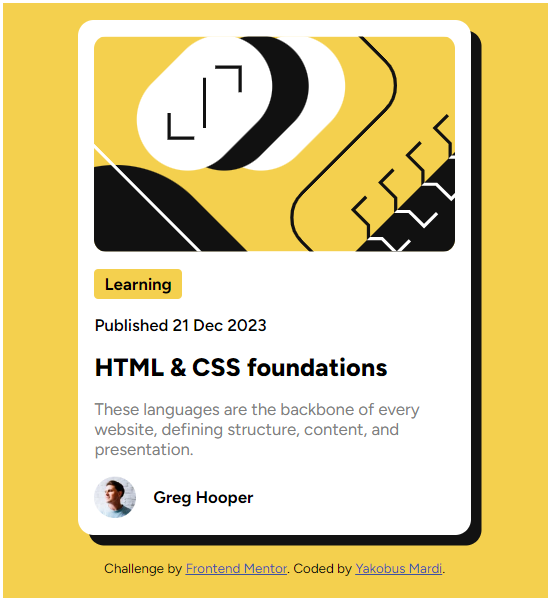 Learning
Published 21 Dec 2023
HTML & CSS foundations
These languages are the backbone of every
website, defining structure, content, and
presentation.
Greg Hooper
Challenge by Frontend Mentor. Coded by Yakobus Mardi.